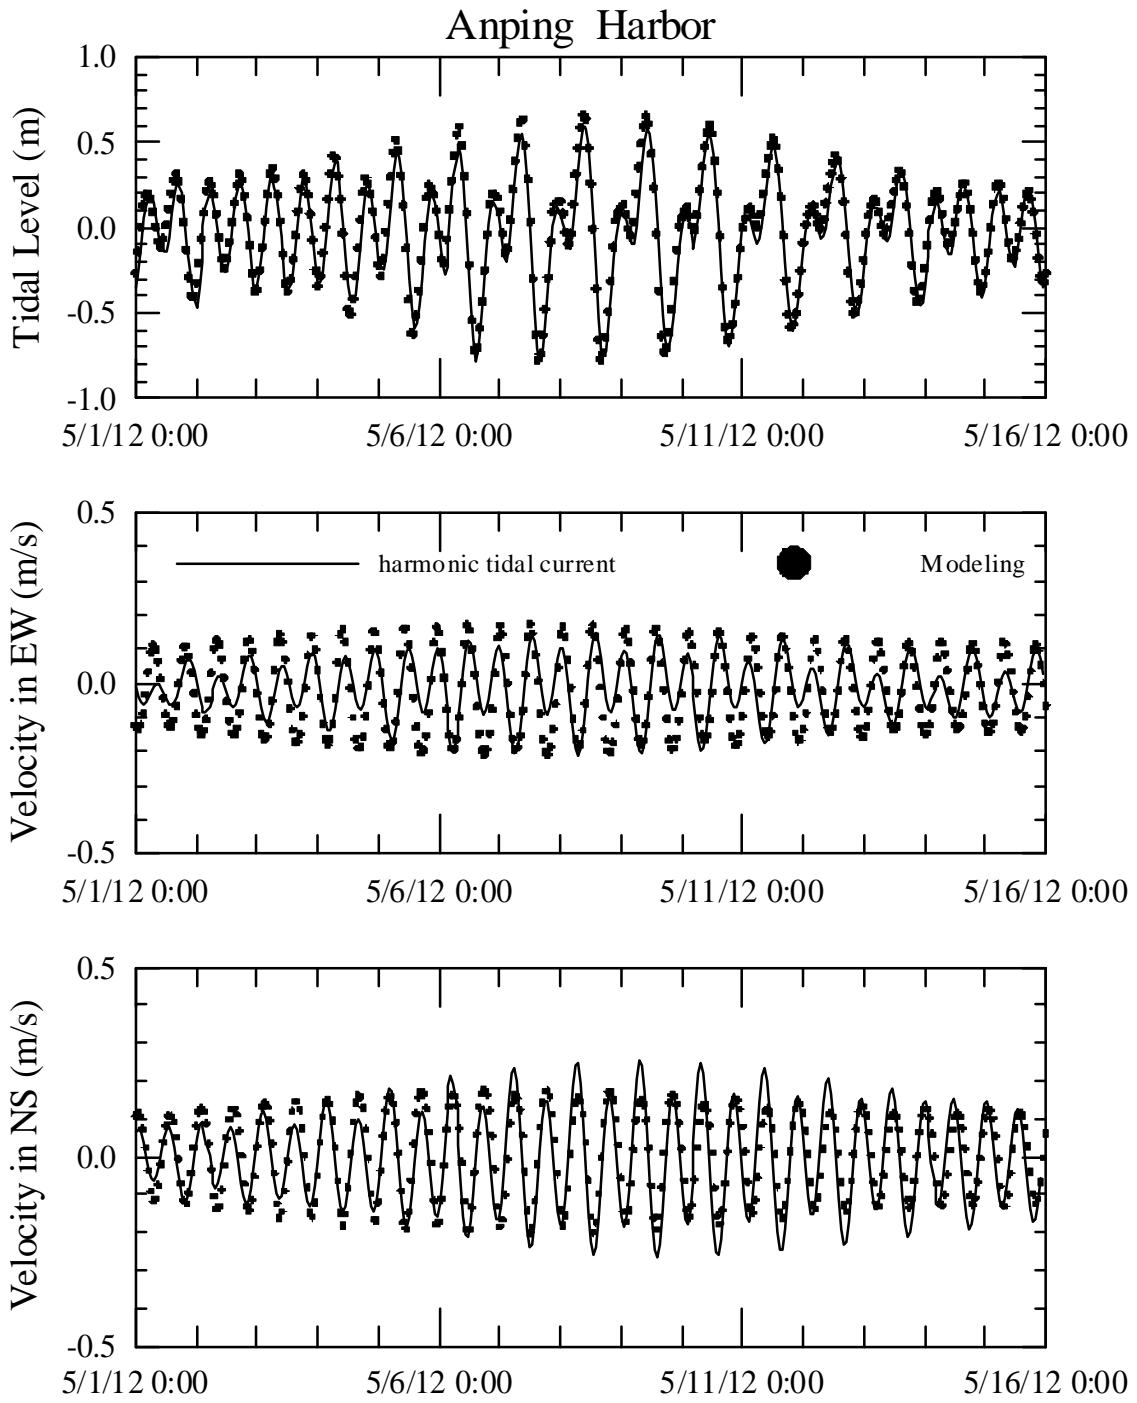 Anping Harbor
1.0
0.5
0.0
-0.5
-1.0
Tidal Level (m)
5/1/12 0:00 5/6/12 0:00 5/11/12 0:00 5/16/12 0:00
0.5
0.0
-0.5
Velocity in EW (m/s)
harmonic tidal current Modeling
5/1/12 0:00 5/6/12 0:00 5/11/12 0:00 5/16/12 0:00
0.5
0.0
-0.5
Velocity in NS (m/s)
5/1/12 0:00 5/6/12 0:00 5/11/12 0:00 5/16/12 0:00